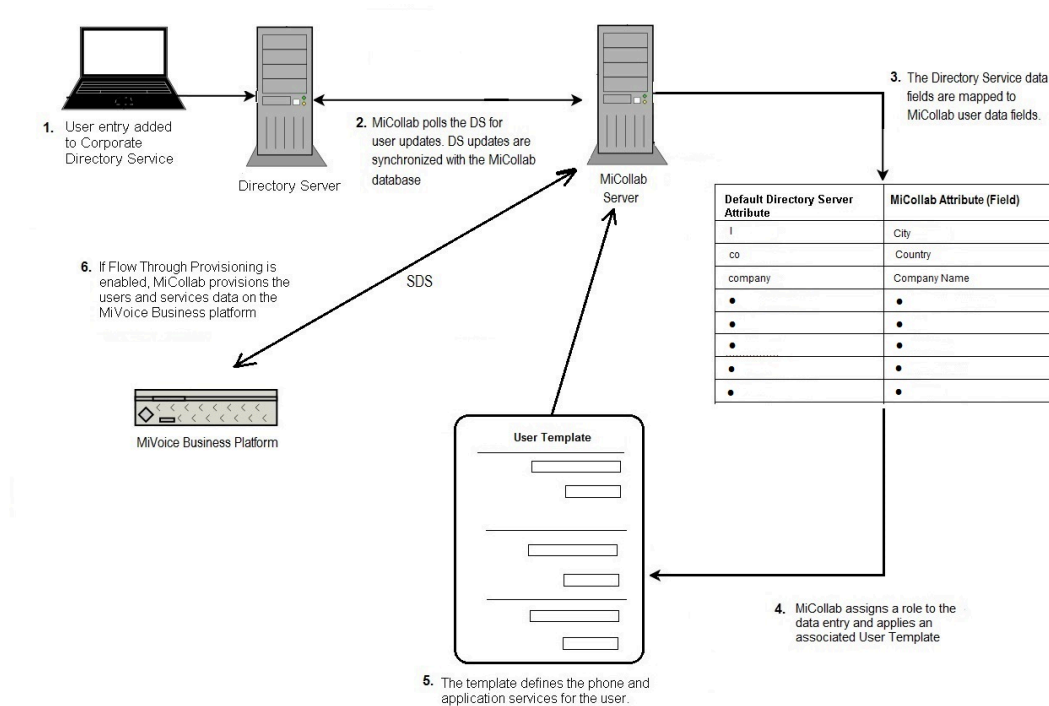 1. User entry added
to Corporate
Directory Service
Directory Server
2. MiCollab polls the DS for
user updates. DS updates are
synchronized with the MiCollab
database
MiCollab
Server
3. The Directory Service data
fields are mapped to
MiCollab user data fields.
Default Directory Server
Attribute
MiCollab Attribute (Field)
l
City
co
Country
company
Company Name
6. If Flow Through Provisioning is
enabled, MiCollab provisions the
users and services data on the
MiVoice Business platform
SDS
MiVoice Business Platform
User Template
4. MiCollab assigns a role to the
data entry and applies an
associated User Template
5. The template defines the phone and
application services for the user.